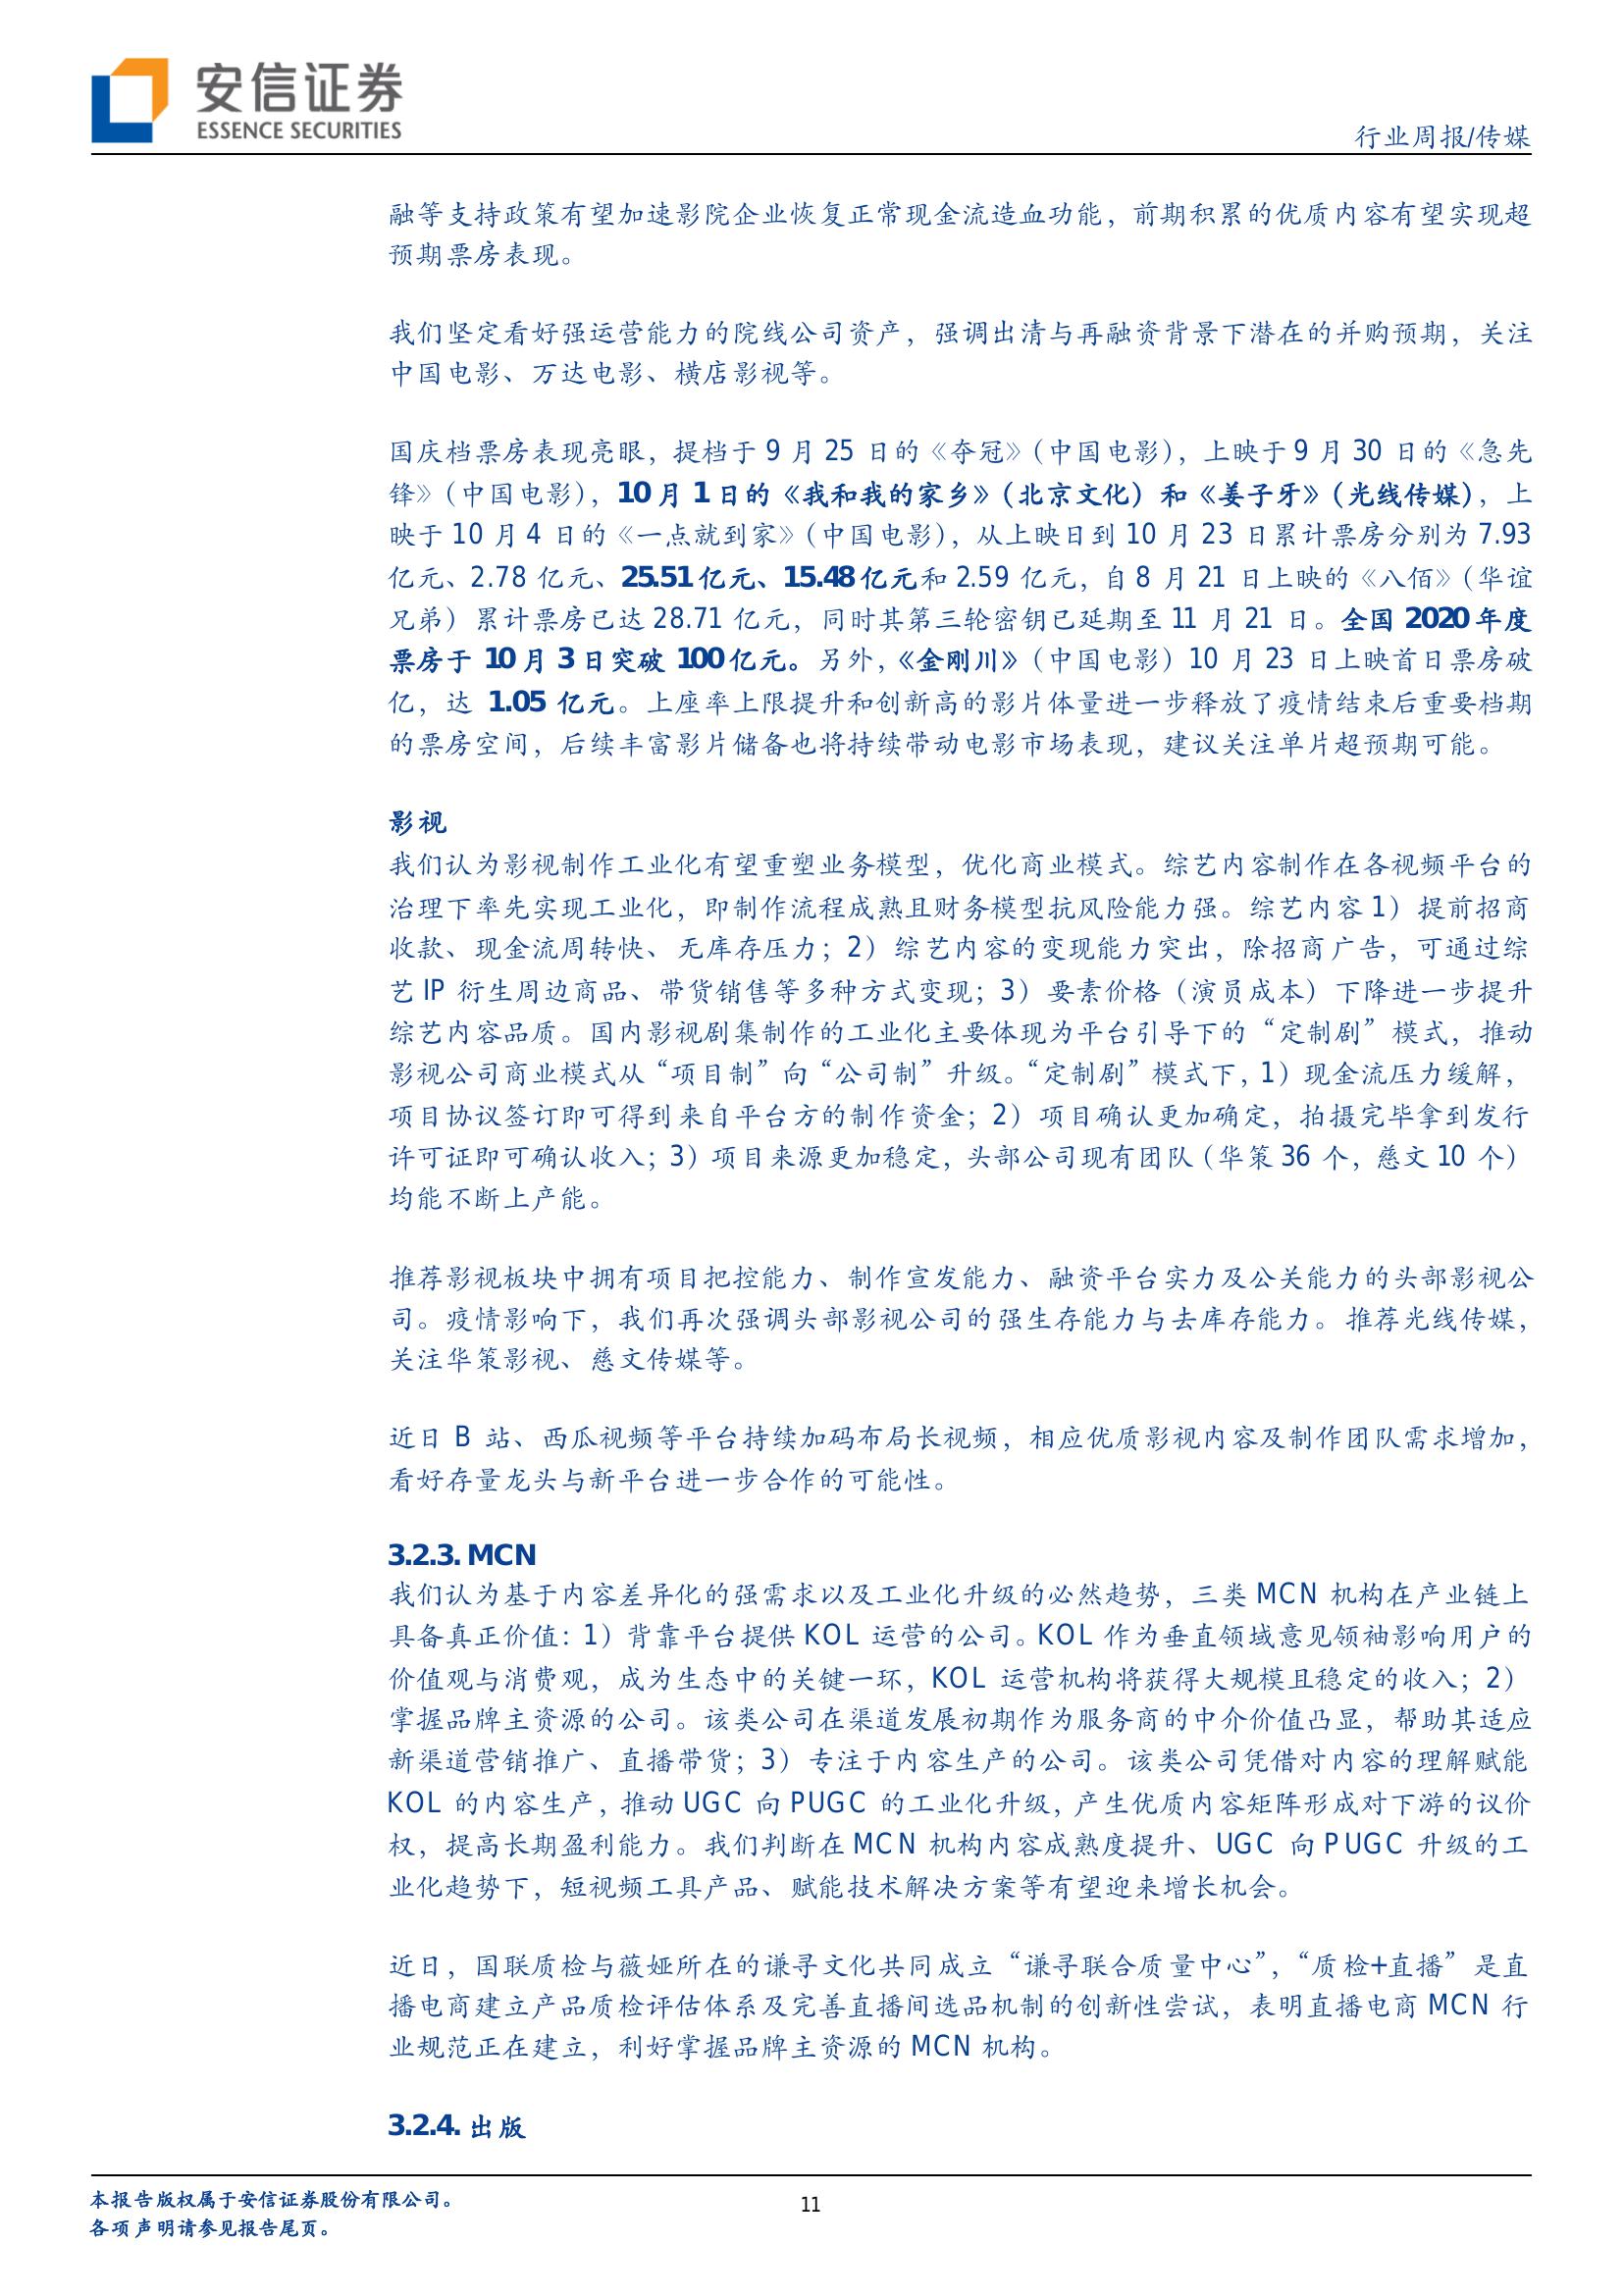 安信证券
ESSENCE SECURITIES
行业周报/传媒
融等支持政策有望加速影院企业恢复正常现金流造血功能，前期积累的优质内容有望实现超
预期票房表现。
我们坚定看好强运营能力的院线公司资产，强调出清与再融资背景下潜在的并购预期，关注
中国电影、万达电影、横店影视等。
国庆档票房表现亮眼，提档于 9 月 25 日的《夺冠》（中国电影），上映于 9 月 30 日的《急先
锋》（中国电影），10 月 1 日的《我和我的家乡》（北京文化）和《姜子牙》（光线传媒），上
映于 10 月 4 日的《一点就到家》（中国电影），从上映日到 10 月 23 日累计票房分别为 7.93
亿元、2.78 亿元、25.51 亿元、15.48 亿元和 2.59 亿元，自 8 月 21 日上映的《八佰》（华谊
兄弟）累计票房已达 28.71 亿元，同时其第三轮密钥已延期至 11 月 21 日。全国 2020 年度
票房于 10 月 3 日突破 100 亿元。另外，《金刚川》（中国电影）10 月 23 日上映首日票房破
亿，达 1.05 亿元。上座率上限提升和创新高的影片体量进一步释放了疫情结束后重要档期
的票房空间，后续丰富影片储备也将持续带动电影市场表现，建议关注单片超预期可能。
影视
我们认为影视制作工业化有望重塑业务模型，优化商业模式。综艺内容制作在各视频平台的
治理下率先实现工业化，即制作流程成熟且财务模型抗风险能力强。综艺内容 1）提前招商
收款、现金流周转快、无库存压力；2）综艺内容的变现能力突出，除招商广告，可通过综
艺 IP 衍生周边商品、带货销售等多种方式变现；3）要素价格（演员成本）下降进一步提升
综艺内容品质。国内影视剧集制作的工业化主要体现为平台引导下的“定制剧”模式，推动
影视公司商业模式从“项目制”向“公司制”升级。“定制剧”模式下，1）现金流压力缓解，
项目协议签订即可得到来自平台方的制作资金；2）项目确认更加确定，拍摄完毕拿到发行
许可证即可确认收入；3）项目来源更加稳定，头部公司现有团队（华策 36 个，慈文 10 个）
均能不断上产能。
推荐影视板块中拥有项目把控能力、制作宣发能力、融资平台实力及公关能力的头部影视公
司。疫情影响下，我们再次强调头部影视公司的强生存能力与去库存能力。推荐光线传媒，
关注华策影视、慈文传媒等。
近日 B 站、西瓜视频等平台持续加码布局长视频，相应优质影视内容及制作团队需求增加，
看好存量龙头与新平台进一步合作的可能性。
3.2.3. MCN
我们认为基于内容差异化的强需求以及工业化升级的必然趋势，三类 MCN 机构在产业链上
具备真正价值：1）背靠平台提供 KOL 运营的公司。KOL 作为垂直领域意见领袖影响用户的
价值观与消费观，成为生态中的关键一环，KOL 运营机构将获得大规模且稳定的收入；2）
掌握品牌主资源的公司。该类公司在渠道发展初期作为服务商的中介价值凸显，帮助其适应
新渠道营销推广、直播带货；3）专注于内容生产的公司。该类公司凭借对内容的理解赋能
KOL 的内容生产，推动 UGC 向 PUGC 的工业化升级，产生优质内容矩阵形成对下游的议价
权，提高长期盈利能力。我们判断在 MCN 机构内容成熟度提升、UGC 向 PUGC 升级的工
业化趋势下，短视频工具产品、赋能技术解决方案等有望迎来增长机会。
近日，国联质检与薇娅所在的谦寻文化共同成立“谦寻联合质量中心”，“质检+直播”是直
播电商建立产品质检评估体系及完善直播间选品机制的创新性尝试，表明直播电商 MCN 行
业规范正在建立，利好掌握品牌主资源的 MCN 机构。
3.2.4. 出版
本报告版权属于安信证券股份有限公司。
各项声明请参见报告尾页。
11